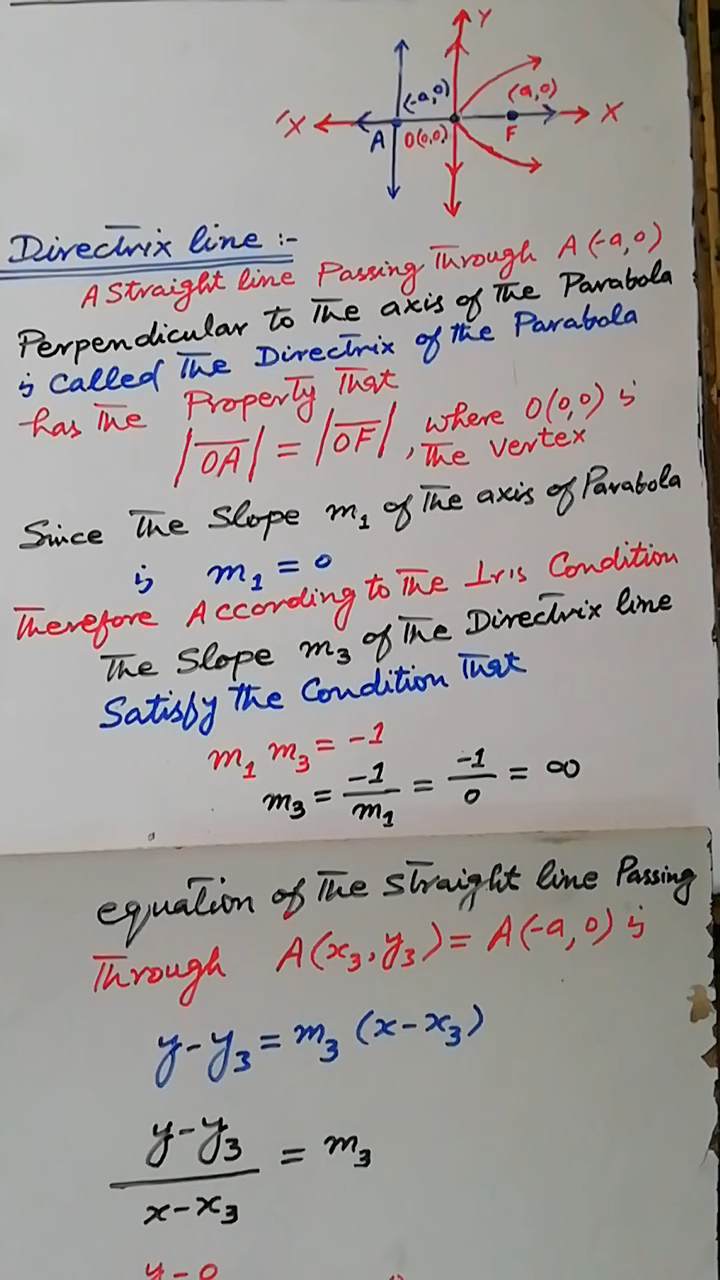 Y
(-a,0)
(a,0)
'X
X
A
O(0,0)
F
Directrix line :-
A Straight line Passing Through A(-a,0)
Perpendicular to The axis of The Parabola
is Called The Directrix of the Parabola
has The Property That
|OA| = |OF| , where O(0,0) is
The vertex
Since The Slope m₁ of The axis of Parabola
is m₁ = 0
Therefore According to The ⊥ris Condition
The Slope m₃ of The Directrix line
Satisfy The Condition That
m₁ m₃ = -1
m₃ = -1/m₁ = -1/0 = ∞
equation of The straight line Passing
Through A(x₃,y₃) = A(-a,0) is
y-y₃ = m₃ (x-x₃)
y-y₃
——— = m₃
x-x₃
y-0